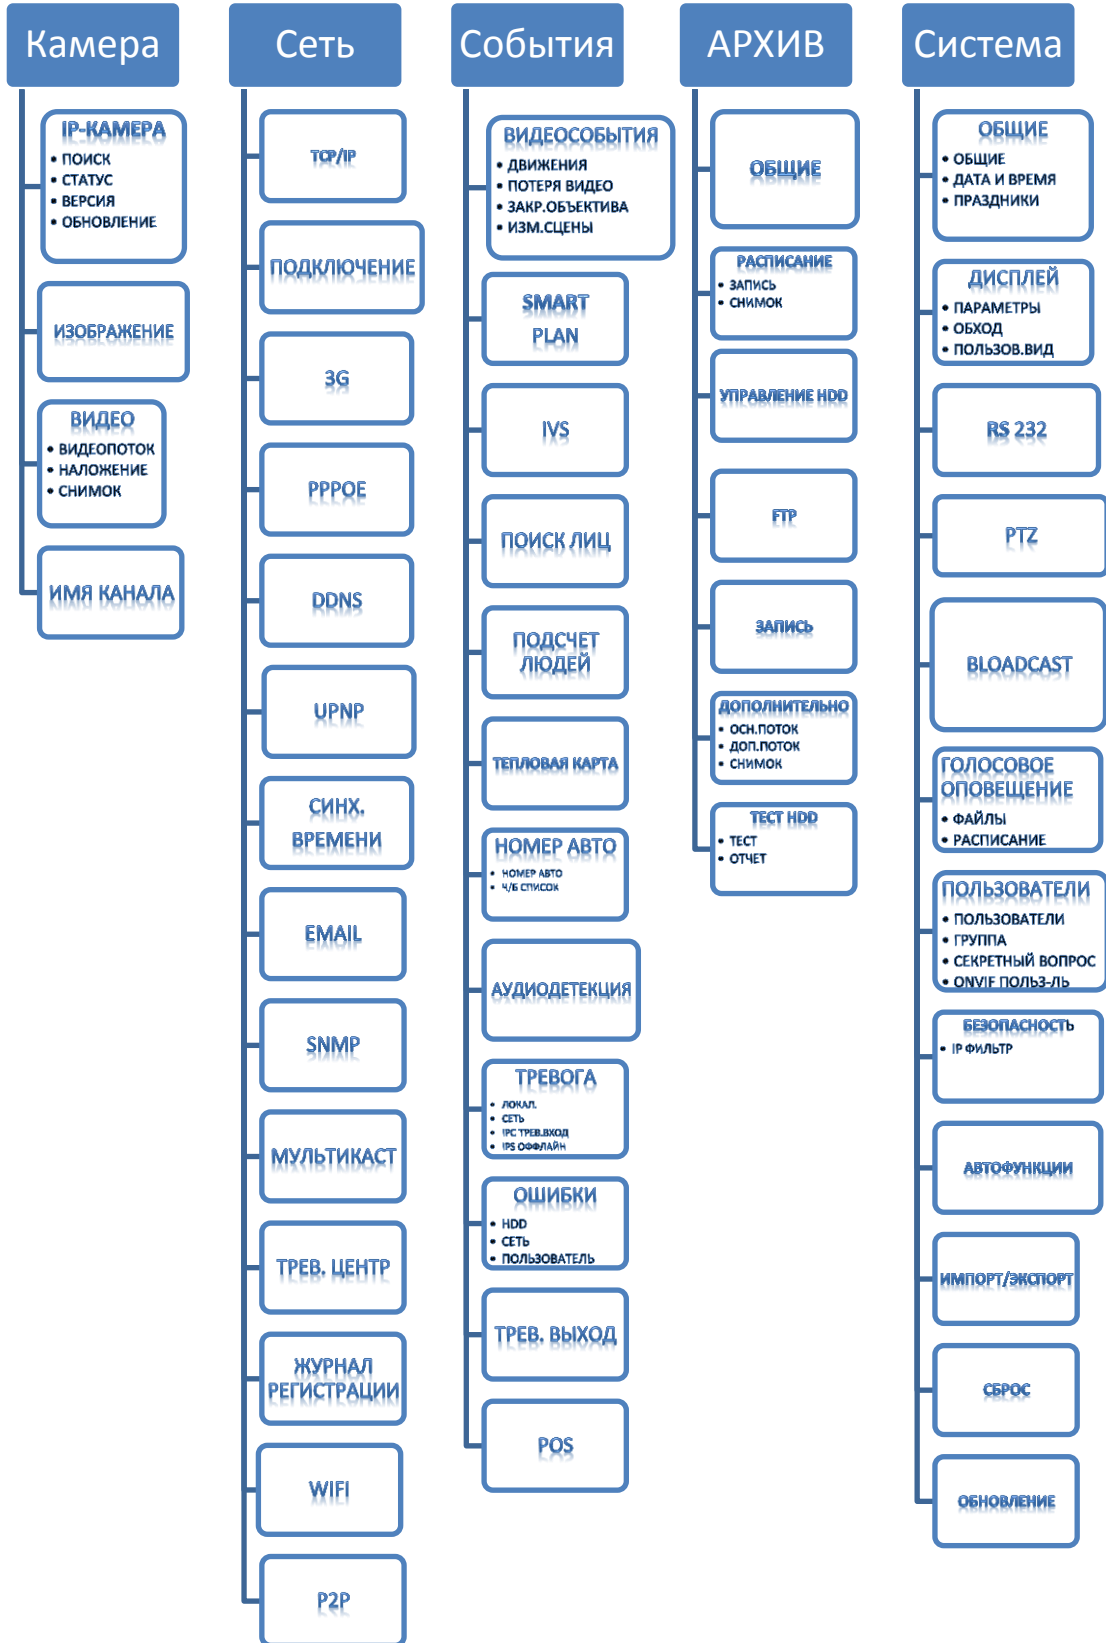 Камера
IP-КАМЕРА
• ПОИСК
• СТАТУС
• ВЕРСИЯ
• ОБНОВЛЕНИЕ
ИЗОБРАЖЕНИЕ
ВИДЕО
• ВИДЕОПОТОК
• НАЛОЖЕНИЕ
• СНИМОК
ИМЯ КАНАЛА
Сеть
TCP/IP
ПОДКЛЮЧЕНИЕ
3G
PPPOE
DDNS
UPNP
СИНХ.
ВРЕМЕНИ
EMAIL
SNMP
МУЛЬТИКАСТ
ТРЕВ. ЦЕНТР
ЖУРНАЛ
РЕГИСТРАЦИИ
WIFI
P2P
События
ВИДЕОСОБЫТИЯ
• ДВИЖЕНИЯ
• ПОТЕРЯ ВИДЕО
• ЗАКР.ОБЪЕКТИВА
• ИЗМ.СЦЕНЫ
SMART
PLAN
IVS
ПОИСК ЛИЦ
ПОДСЧЕТ
ЛЮДЕЙ
ТЕПЛОВАЯ КАРТА
НОМЕР АВТО
• НОМЕР АВТО
• Ч/Б СПИСОК
АУДИОДЕТЕКЦИЯ
ТРЕВОГА
• ЛОКАЛ.
• СЕТЬ
• IPC ТРЕВ.ВХОД
• IPS ОФФЛАЙН
ОШИБКИ
• HDD
• СЕТЬ
• ПОЛЬЗОВАТЕЛЬ
ТРЕВ. ВЫХОД
POS
АРХИВ
ОБЩИЕ
РАСПИСАНИЕ
• ЗАПИСЬ
• СНИМОК
УПРАВЛЕНИЕ HDD
FTP
ЗАПИСЬ
ДОПОЛНИТЕЛЬНО
• ОСН.ПОТОК
• ДОП.ПОТОК
• СНИМОК
ТЕСТ HDD
• ТЕСТ
• ОТЧЕТ
Система
ОБЩИЕ
• ОБЩИЕ
• ДАТА И ВРЕМЯ
• ПРАЗДНИКИ
ДИСПЛЕЙ
• ПАРАМЕТРЫ
• ОБХОД
• ПОЛЬЗОВ.ВИД
RS 232
PTZ
BLOADCAST
ГОЛОСОВОЕ
ОПОВЕЩЕНИЕ
• ФАЙЛЫ
• РАСПИСАНИЕ
ПОЛЬЗОВАТЕЛИ
• ПОЛЬЗОВАТЕЛИ
• ГРУППА
• СЕКРЕТНЫЙ ВОПРОС
• ONVIF ПОЛЬЗ-ЛЬ
БЕЗОПАСНОСТЬ
• IP ФИЛЬТР
АВТОФУНКЦИИ
ИМПОРТ/ЭКСПОРТ
СБРОС
ОБНОВЛЕНИЕ